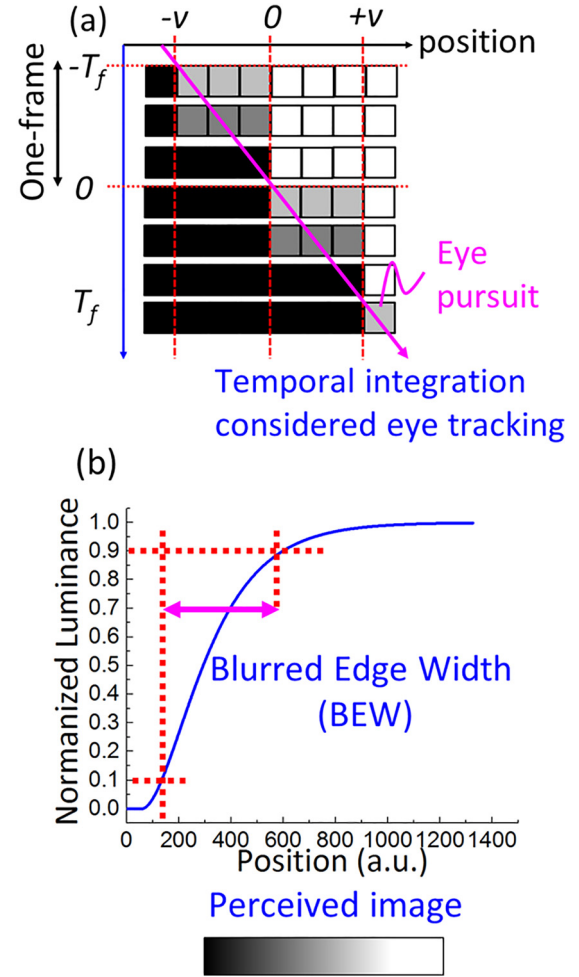 (a)
-v
0
+v
position
-Tf
One-frame
0
Tf
Eye
pursuit
Temporal integration
considered eye tracking
(b)
Normanized Luminance
1.0
0.9
0.8
0.7
0.6
0.5
0.4
0.3
0.2
0.1
0.0
Blurred Edge Width
(BEW)
0 200 400 600 800 1000 1200 1400
Position (a.u.)
Perceived image